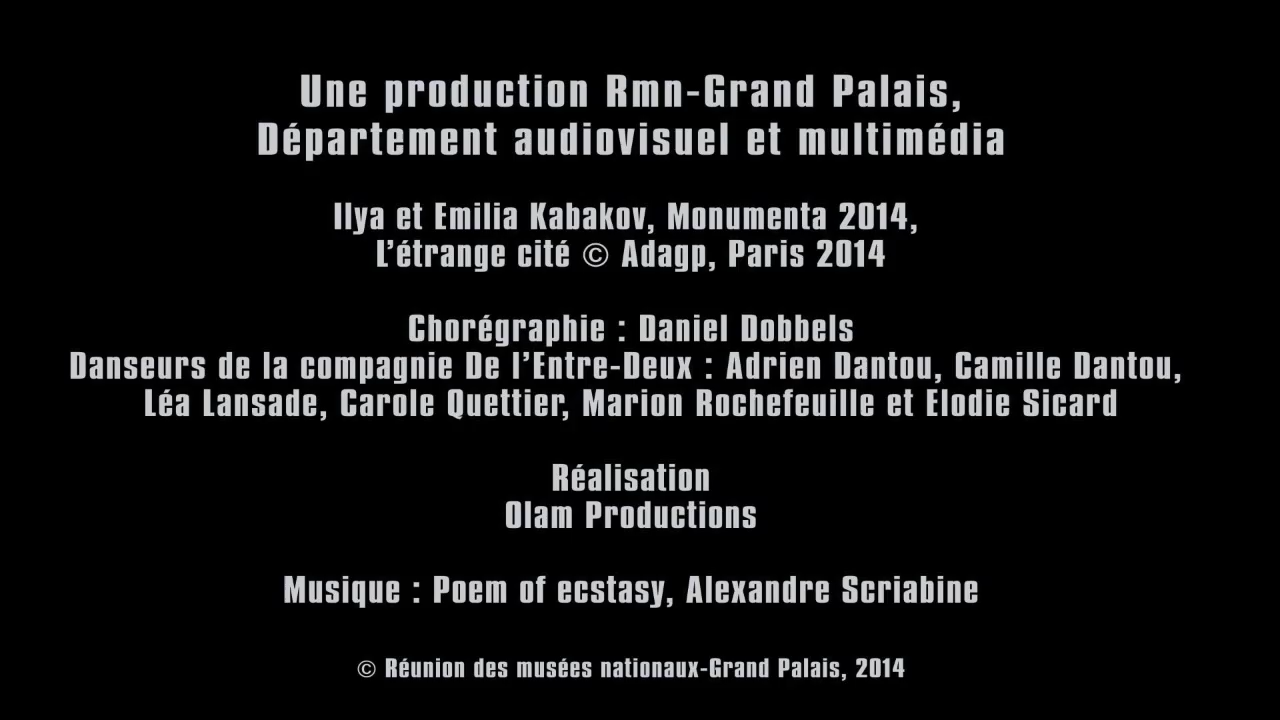 Une production Rmn-Grand Palais,
Département audiovisuel et multimédia
Ilya et Emilia Kabakov, Monumenta 2014,
L’étrange cité © Adagp, Paris 2014
Chorégraphie : Daniel Dobbels
Danseurs de la compagnie De l’Entre-Deux : Adrien Dantou, Camille Dantou,
Léa Lansade, Carole Quettier, Marion Rochefeuille et Elodie Sicard
Réalisation
Olam Productions
Musique : Poem of ecstasy, Alexandre Scriabine
© Réunion des musées nationaux-Grand Palais, 2014